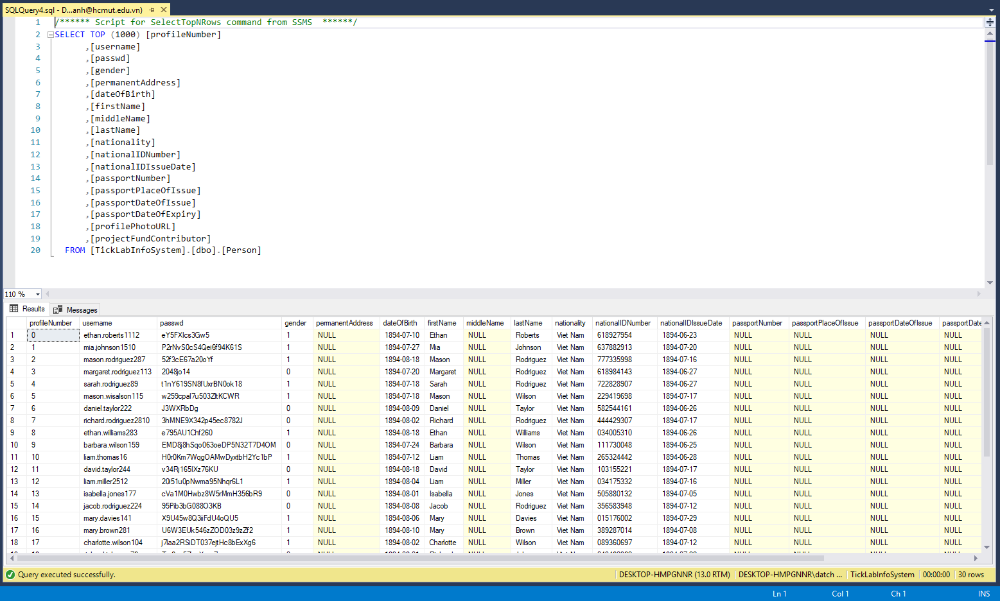 SQLQuery4.sql - D...anh@hcmut.edu.vn)
1 /****** Script for SelectTopNRows command from SSMS ******/
2 SELECT TOP (1000) [profileNumber]
3 ,[username]
4 ,[passwd]
5 ,[gender]
6 ,[permanentAddress]
7 ,[dateOfBirth]
8 ,[firstName]
9 ,[middleName]
10 ,[lastName]
11 ,[nationality]
12 ,[nationalIDNumber]
13 ,[nationalIDIssueDate]
14 ,[passportNumber]
15 ,[passportPlaceOfIssue]
16 ,[passportDateOfIssue]
17 ,[passportDateOfExpiry]
18 ,[profilePhotoURL]
19 ,[projectFundContributor]
20 FROM [TickLabInfoSystem].[dbo].[Person]
110 %
Results Messages
profileNumber username passwd gender permanentAddress dateOfBirth firstName middleName lastName nationality nationalIDNumber nationalIDIssueDate passportNumber passportPlaceOfIssue passportDateOfIssue passportDate
1 0 ethan.roberts1112 eY5FXlcs3Gw5 1 NULL 1894-07-10 Ethan NULL Roberts Viet Nam 618927954 1894-06-23 NULL NULL NULL NULL
2 1 mia.johnson1510 P2rNvS0cS4Qei6f94K61S 1 NULL 1894-07-27 Mia NULL Johnson Viet Nam 637882913 1894-07-20 NULL NULL NULL NULL
3 2 mason.rodriguez287 52f3cE67a20oYf 1 NULL 1894-08-18 Mason NULL Rodriguez Viet Nam 777335998 1894-07-16 NULL NULL NULL NULL
4 3 margaret.rodriguez113 2048jo14 0 NULL 1894-07-20 Margaret NULL Rodriguez Viet Nam 618984143 1894-06-27 NULL NULL NULL NULL
5 4 sarah.rodriguez89 t1nY619SN8fUxrBN0ok18 1 NULL 1894-07-18 Sarah NULL Rodriguez Viet Nam 722828907 1894-06-27 NULL NULL NULL NULL
6 5 mason.wisalson115 w259cpal7u503ZltKCWR 1 NULL 1894-07-17 Mason NULL Wilson Viet Nam 229419698 1894-07-17 NULL NULL NULL NULL
7 6 daniel.taylor222 J3WXRbDg 0 NULL 1894-08-09 Daniel NULL Taylor Viet Nam 582544161 1894-06-26 NULL NULL NULL NULL
8 7 richard.rodriguez2810 3hMNE9X342p45ec8782J 0 NULL 1894-08-02 Richard NULL Rodriguez Viet Nam 444429307 1894-07-17 NULL NULL NULL NULL
9 8 ethan.williams283 e795AU1Chf260 1 NULL 1894-08-18 Ethan NULL Williams Viet Nam 034005310 1894-06-26 NULL NULL NULL NULL
10 9 barbara.wilson159 EMD8j8hSqo063oeDP5N32T7D4OM 0 NULL 1894-07-24 Barbara NULL Wilson Viet Nam 111730048 1894-06-25 NULL NULL NULL NULL
11 10 liam.thomas16 H0r0Km7WqgOAMwDyxtbH2Yc1bP 1 NULL 1894-07-12 Liam NULL Thomas Viet Nam 265324442 1894-06-28 NULL NULL NULL NULL
12 11 david.taylor244 v34Rj165IXz76KU 0 NULL 1894-08-18 David NULL Taylor Viet Nam 103155221 1894-07-17 NULL NULL NULL NULL
13 12 liam.miller2512 20i51u0pNwma95Nhqr6L1 1 NULL 1894-08-04 Liam NULL Miller Viet Nam 034175332 1894-07-16 NULL NULL NULL NULL
14 13 isabella.jones177 cVa1M0Hwbz8W5rMmH356bR9 0 NULL 1894-08-01 Isabella NULL Jones Viet Nam 505880132 1894-07-05 NULL NULL NULL NULL
15 14 jacob.rodriguez224 95Pib3bG088O3KB 0 NULL 1894-08-08 Jacob NULL Rodriguez Viet Nam 356583948 1894-07-12 NULL NULL NULL NULL
16 15 mary.davies141 X9U45w8Q3iiFdU4oQU5 1 NULL 1894-08-06 Mary NULL Davies Viet Nam 015176002 1894-07-29 NULL NULL NULL NULL
17 16 mary.brown281 U6W3EUk546zZOD03z9zZf2 1 NULL 1894-08-10 Mary NULL Brown Viet Nam 389287014 1894-07-08 NULL NULL NULL NULL
18 17 charlotte.wilson104 j7laa2RSiDT037ejtHc8bExXg6 1 NULL 1894-08-02 Charlotte NULL Wilson Viet Nam 089360697 1894-07-12 NULL NULL NULL NULL
Query executed successfully. DESKTOP-HMPGNNR (13.0 RTM) DESKTOP-HMPGNNR\datch ... TickLabInfoSystem 00:00:00 30 rows
Ln 1 Col 1 Ch 1 INS